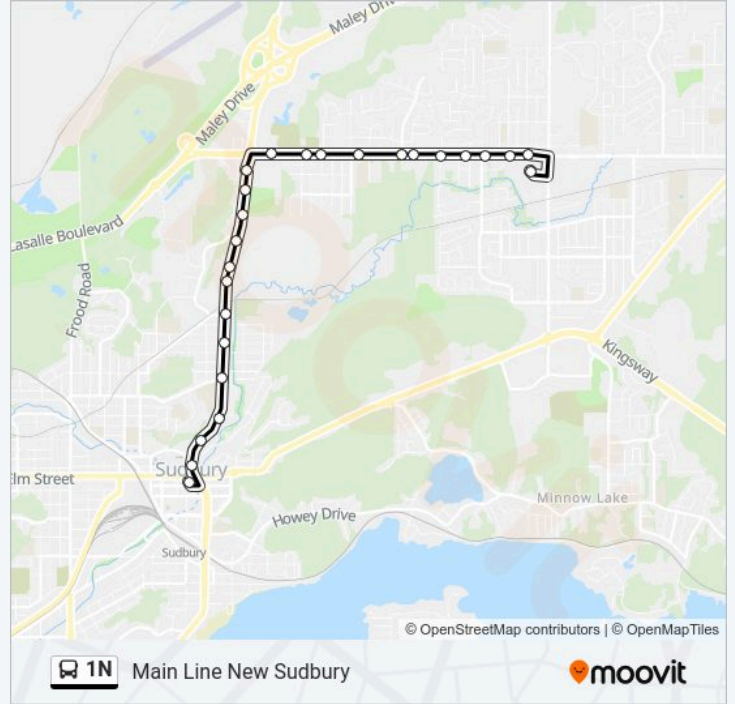 Maley Driv
Maley Drive
Lasalle Boulevard
Frood Road
Kingsway
Sudbury
Elm Street
Minnow Lake
Howey Drive
Sudbury
© OpenStreetMap contributors | © OpenMapTiles
1N Main Line New Sudbury moovit